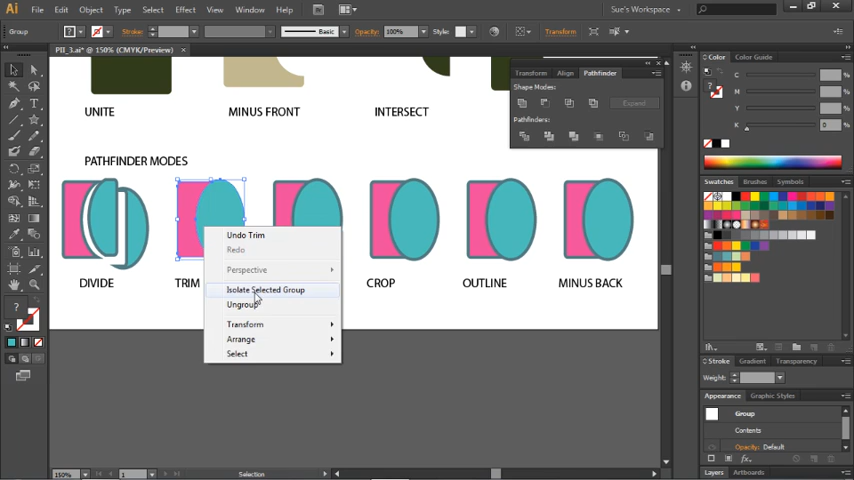 Ai File Edit Object Type Select Effect View Window Help Br Sue's Workspace
Group ? Stroke: Basic Opacity: 100% Style: Transform
PII_3.ai* @ 150% (CMYK/Preview) ×
UNITE MINUS FRONT INTERSECT
PATHFINDER MODES
DIVIDE TRIM CROP OUTLINE MINUS BACK
Undo Trim
Redo
Perspective
Isolate Selected Group
Ungroup
Transform
Arrange
Select
Transform Align Pathfinder
Shape Modes:
Expand
Pathfinders:
Color Color Guide
C %
M %
Y %
K 0 %
Swatches Brushes Symbols
Stroke Gradient Transparency
Weight:
Appearance Graphic Styles
Group
Contents
Opacity: Default
fx
Layers Artboards
150% 1 Selection